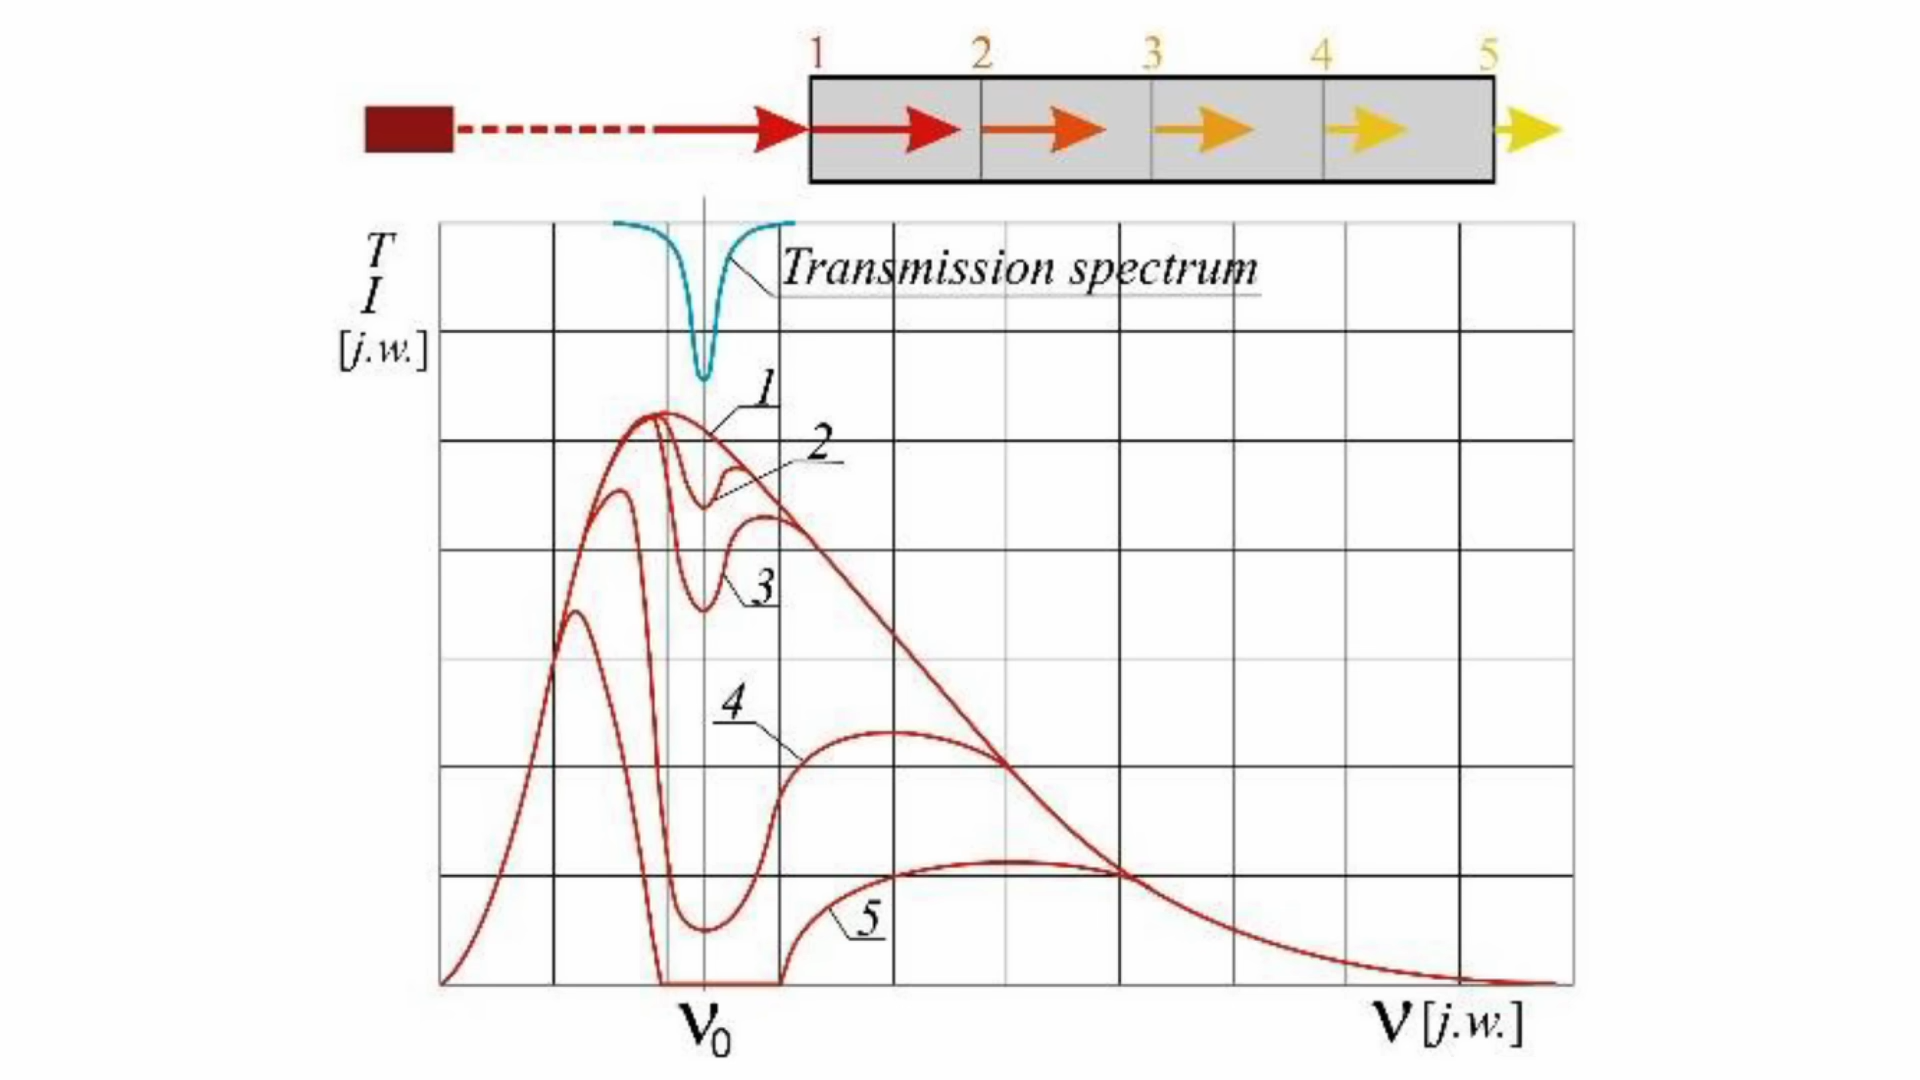 1 2 3 4 5
T
I
[j.w.]
Transmission spectrum
1
2
3
4
5
ν₀
ν [j.w.]